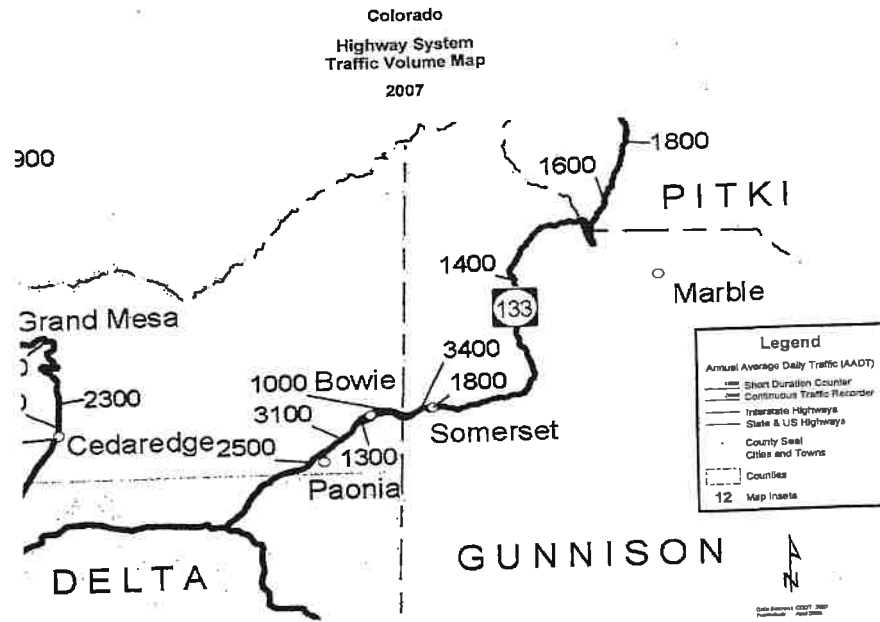 Colorado
Highway System
Traffic Volume Map
2007
900
1600
1800
PITKI
1400
Marble
133
Grand Mesa
3400
1000 Bowie
1800
2300
3100
Somerset
Cedaredge
2500
1300
Paonia
DELTA
GUNNISON
Legend
Annual Average Daily Traffic (AADT)
Short Duration Counter
Continuous Traffic Recorder
Interstate Highways
State & US Highways
County Seat
Cities and Towns
Counties
12 Map Insets
N